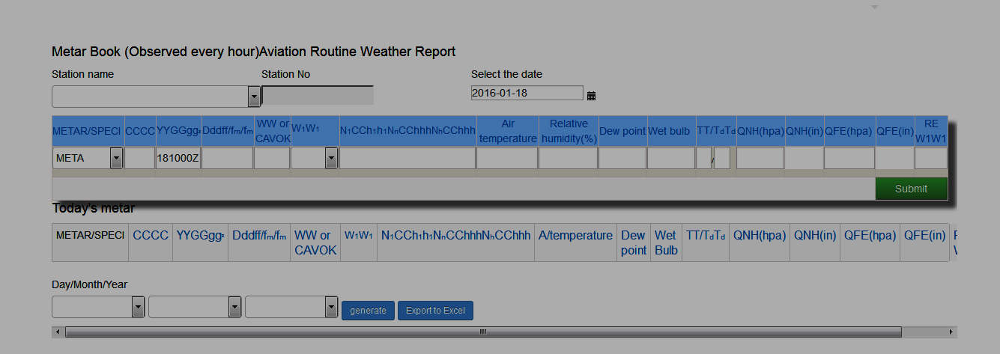 Metar Book (Observed every hour)Aviation Routine Weather Report
Station name Station No Select the date
2016-01-18
METAR/SPECI CCCC YYGGggz Dddff/fm/fm WW or CAVOK W1W1 N1CCh1h1NnCChhhNhCChhh Air temperature Relative humidity(%) Dew point Wet bulb TT/TdTd QNH(hpa) QNH(in) QFE(hpa) QFE(in) RE W1W1
META 181000Z /
Submit
Today's metar
METAR/SPECI CCCC YYGGggz Dddff/fm/fm WW or CAVOK W1W1 N1CCh1h1NnCChhhNhCChhh A/temperature Dew point Wet Bulb TT/TdTd QNH(hpa) QNH(in) QFE(hpa) QFE(in)
Day/Month/Year
generate Export to Excel